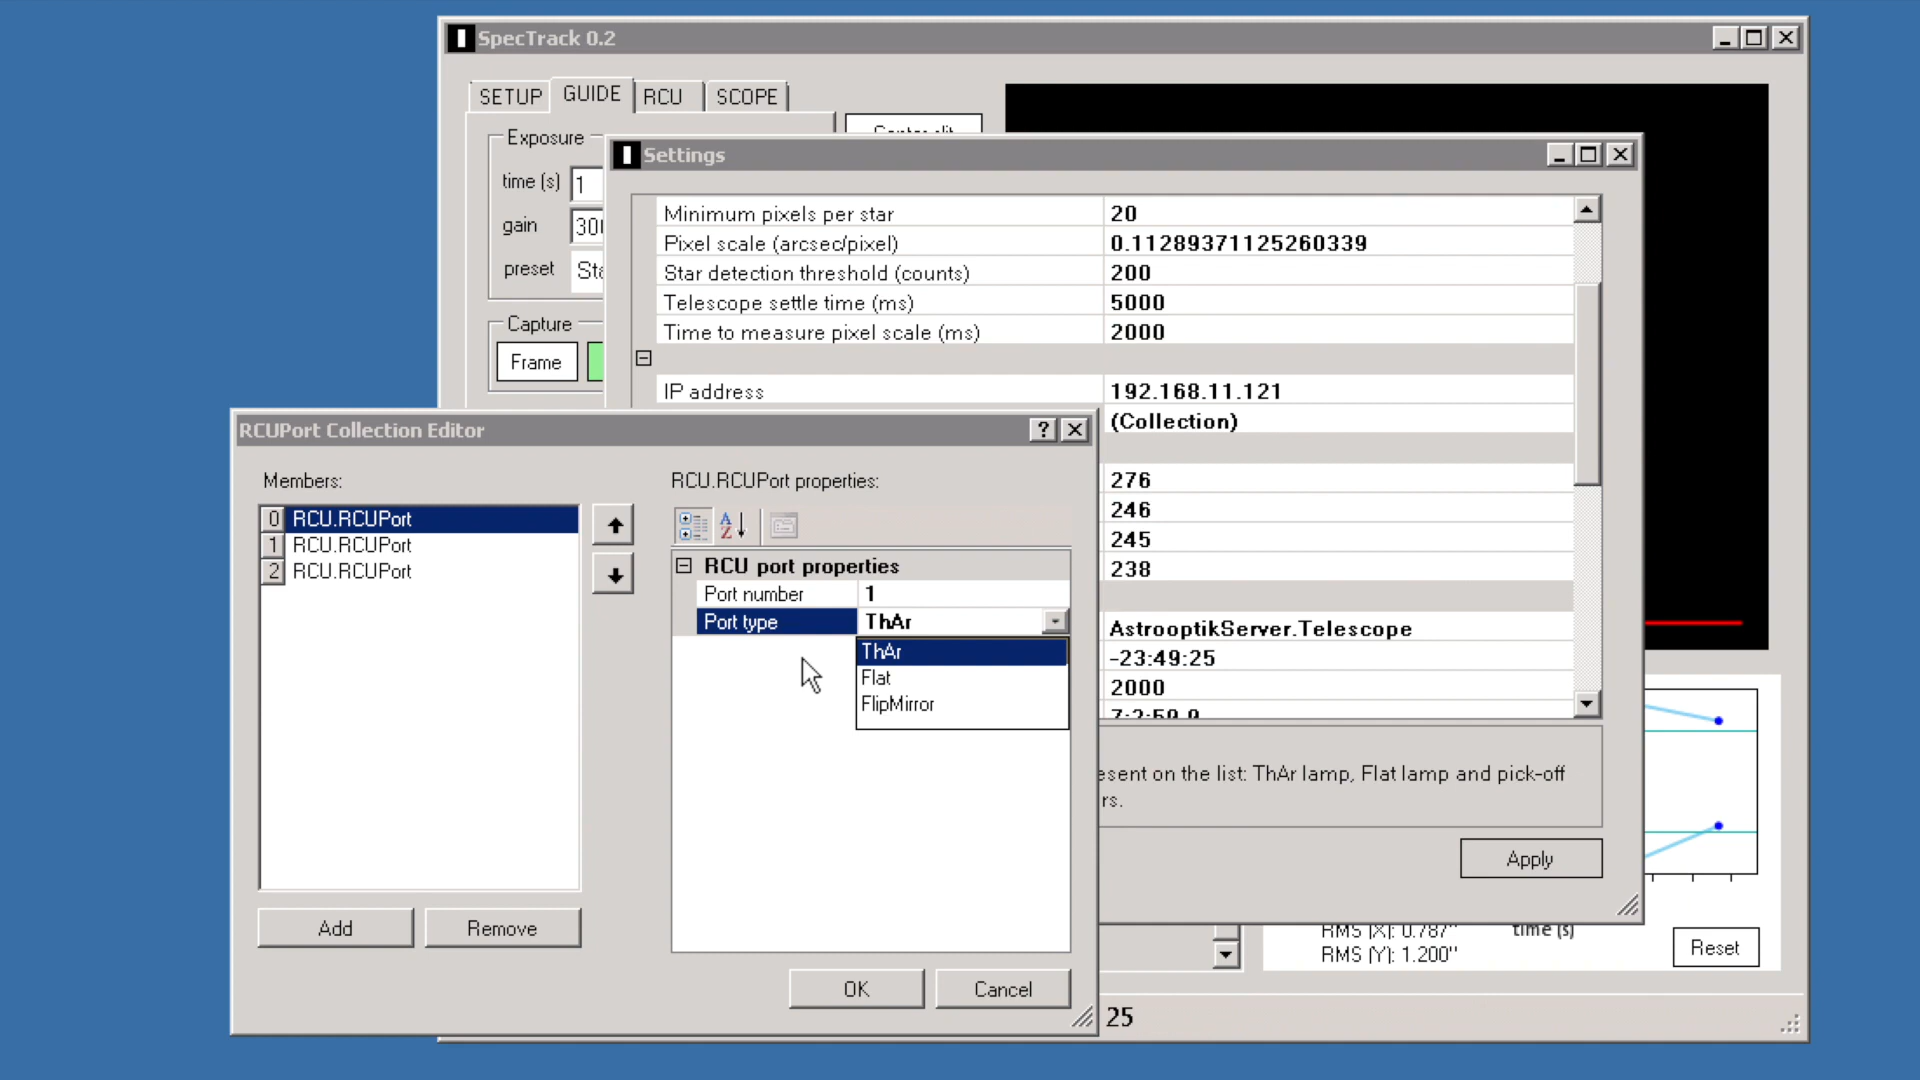 SpecTrack 0.2
SETUP GUIDE RCU SCOPE
Exposure
time (s) 1
gain
preset
Capture
Frame
Settings
Minimum pixels per star 20
Pixel scale (arcsec/pixel) 0.11289371125260339
Star detection threshold (counts) 200
Telescope settle time (ms) 5000
Time to measure pixel scale (ms) 2000
IP address 192.168.11.121
(Collection)
276
246
245
238
AstrooptikServer.Telescope
-23:49:25
2000
esent on the list: ThAr lamp, Flat lamp and pick-off
rs.
Apply
RCUPort Collection Editor
Members:
0 RCU.RCUPort
1 RCU.RCUPort
2 RCU.RCUPort
Add Remove
RCU.RCUPort properties:
RCU port properties
Port number 1
Port type ThAr
ThAr
Flat
FlipMirror
OK Cancel
RMS (X): 0.787'' time (s)
RMS (Y): 1.200''
Reset
25